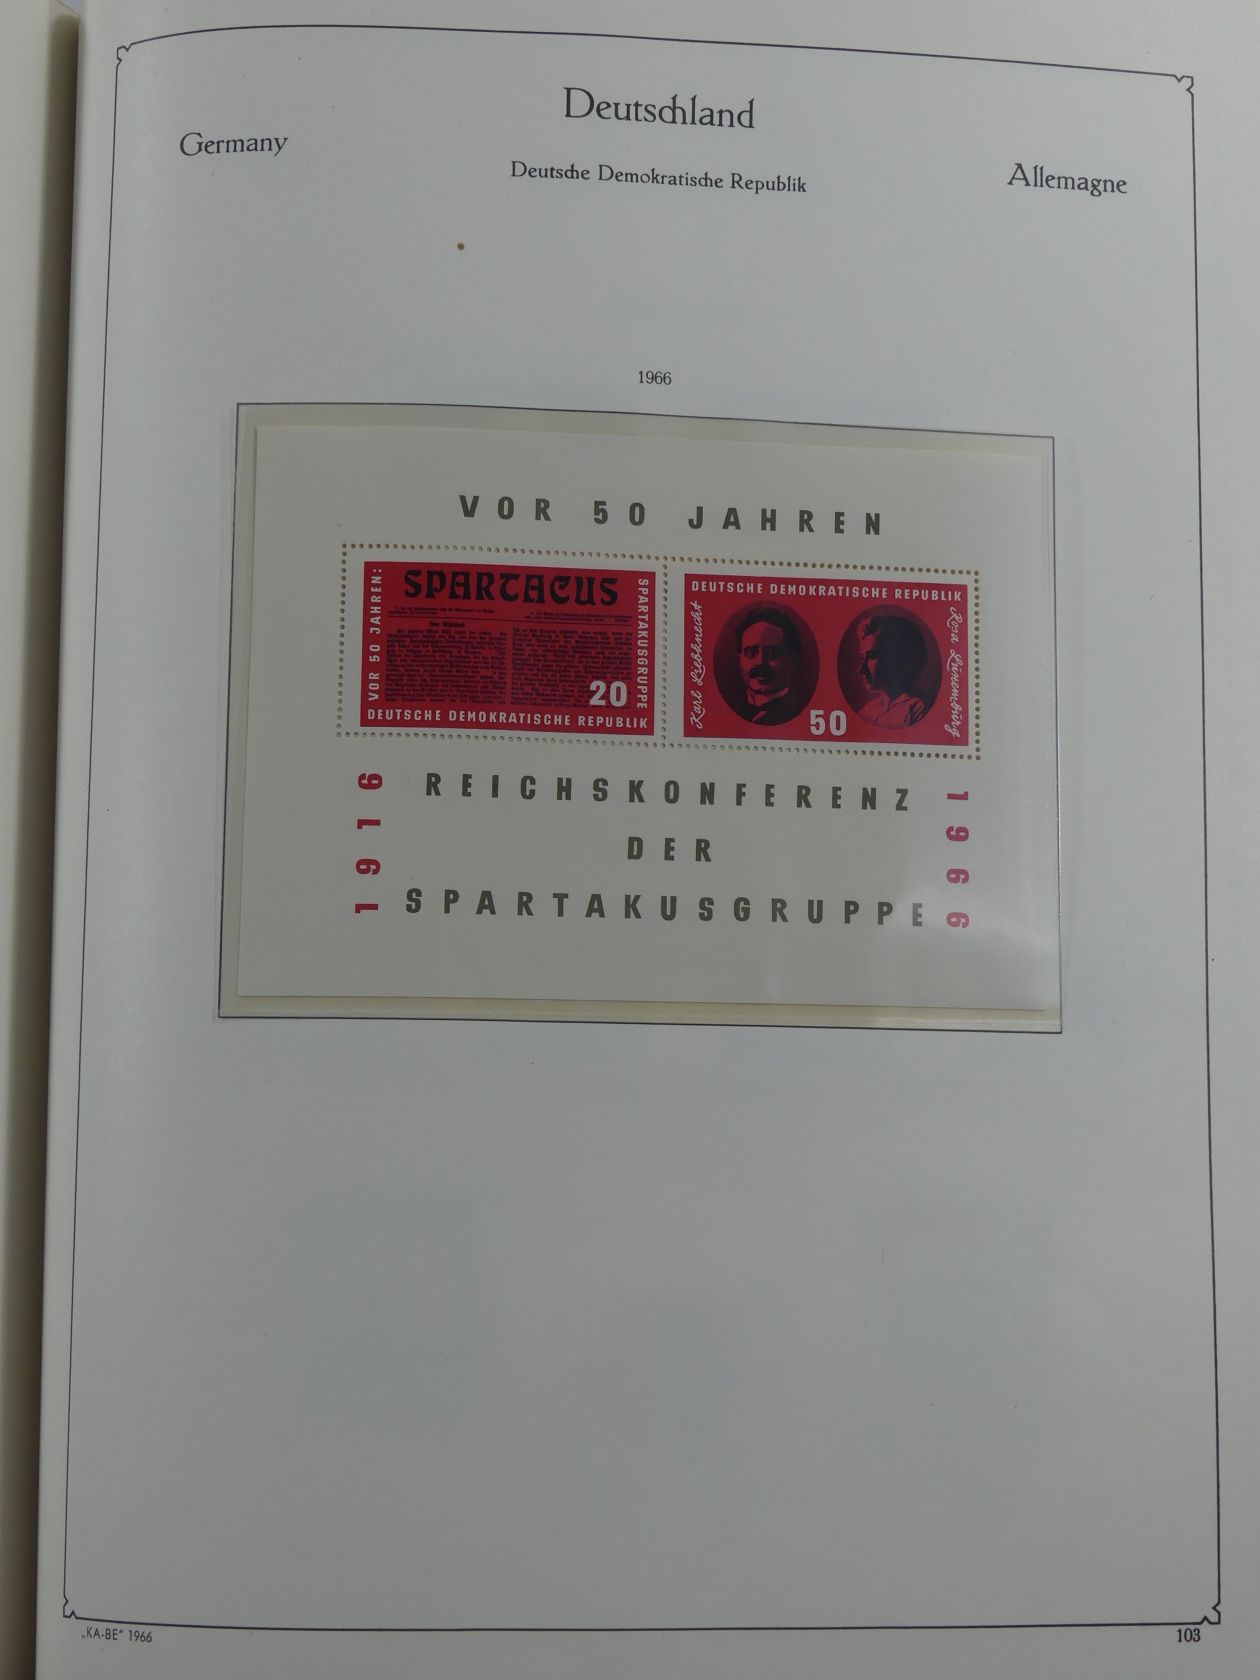 Deutschland
Germany
Deutsche Demokratische Republik
Allemagne
1966
VOR 50 JAHREN
VOR 50 JAHREN:
SPARTACUS
SPARTAKUSGRUPPE
20
DEUTSCHE DEMOKRATISCHE REPUBLIK
DEUTSCHE DEMOKRATISCHE REPUBLIK
Karl Liebknecht
Rosa Luxemburg
50
1916
REICHSKONFERENZ
DER
SPARTAKUSGRUPPE
1966
„KA-BE" 1966
103